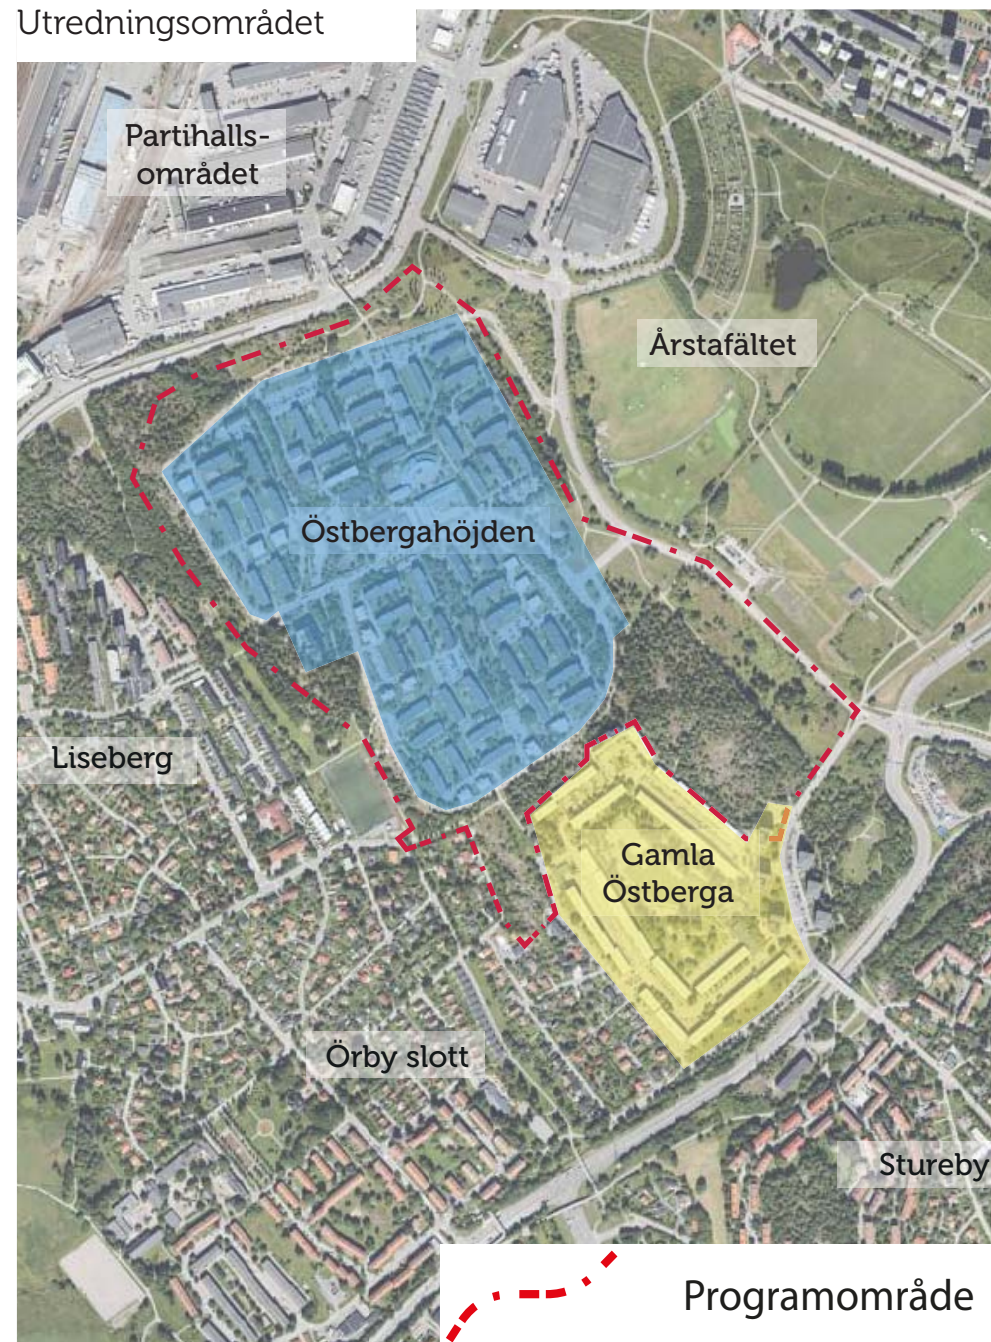 Utredningsområdet
Partihalls-
området
Årstafältet
Östbergahöjden
Liseberg
Gamla
Östberga
Örby slott
Stureby
Programområde